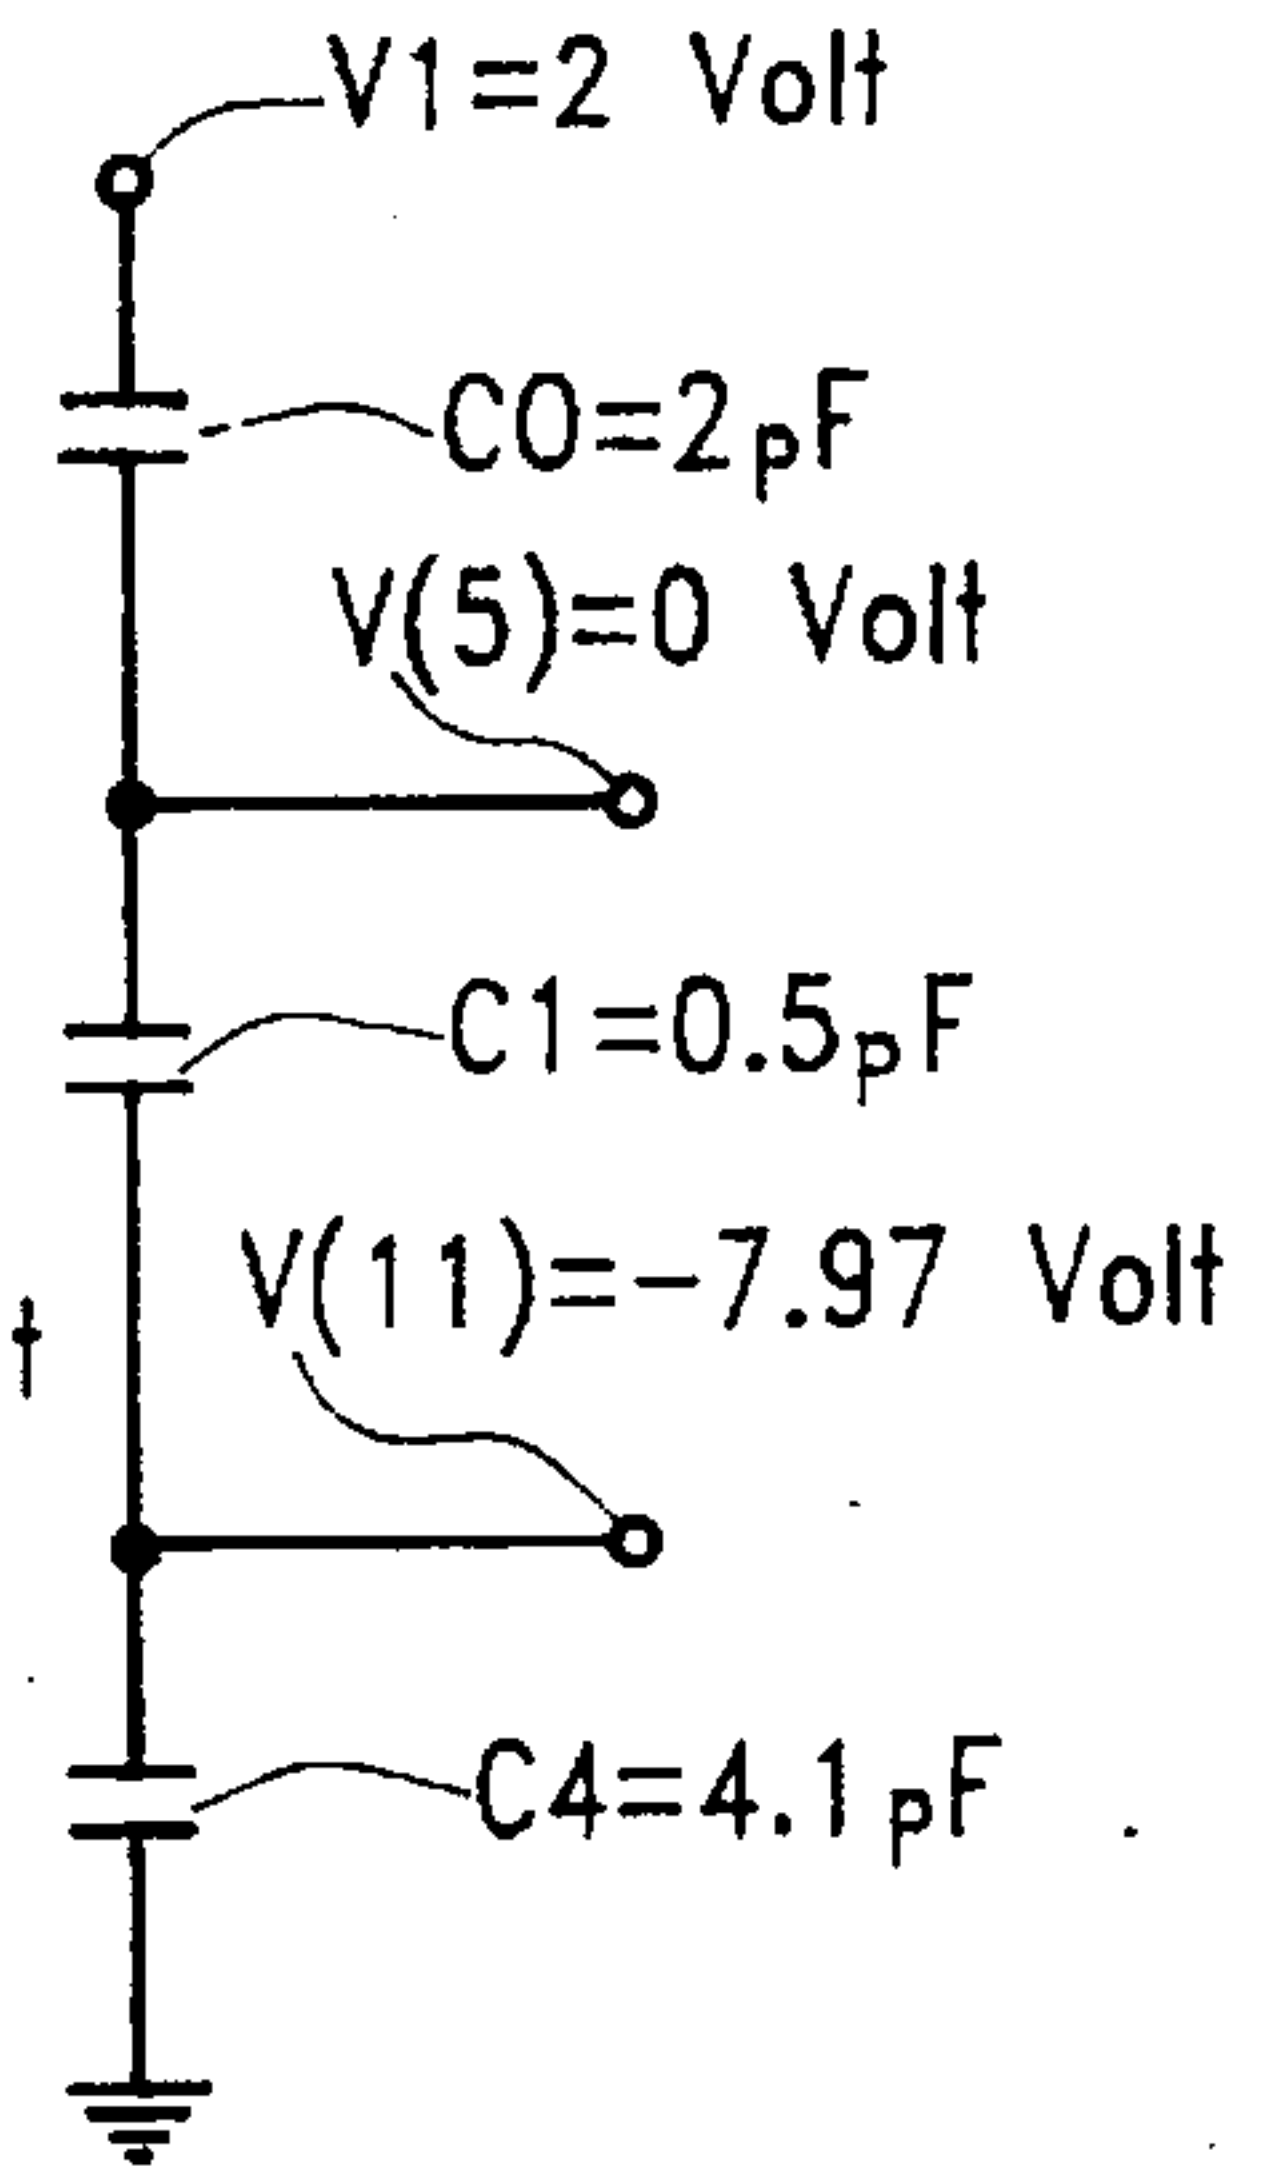 V1=2 Volt
C0=2pF
V(5)=0 Volt
C1=0.5pF
V(11)=-7.97 Volt
t
C4=4.1pF